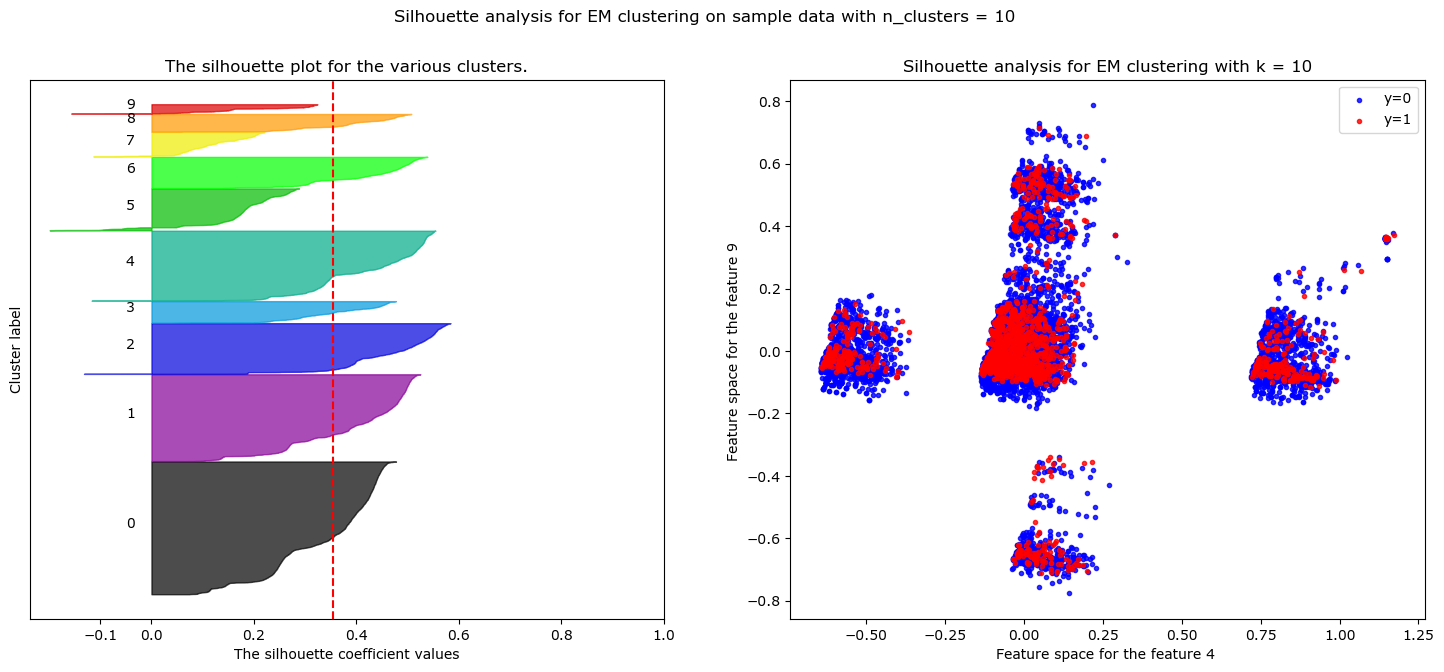 Silhouette analysis for EM clustering on sample data with n_clusters = 10
The silhouette plot for the various clusters.
Cluster label
9
8
7
6
5
4
3
2
1
0
−0.1 0.0 0.2 0.4 0.6 0.8 1.0
The silhouette coefficient values
Silhouette analysis for EM clustering with k = 10
y=0
y=1
Feature space for the feature 9
0.8
0.6
0.4
0.2
0.0
−0.2
−0.4
−0.6
−0.8
−0.50 −0.25 0.00 0.25 0.50 0.75 1.00 1.25
Feature space for the feature 4